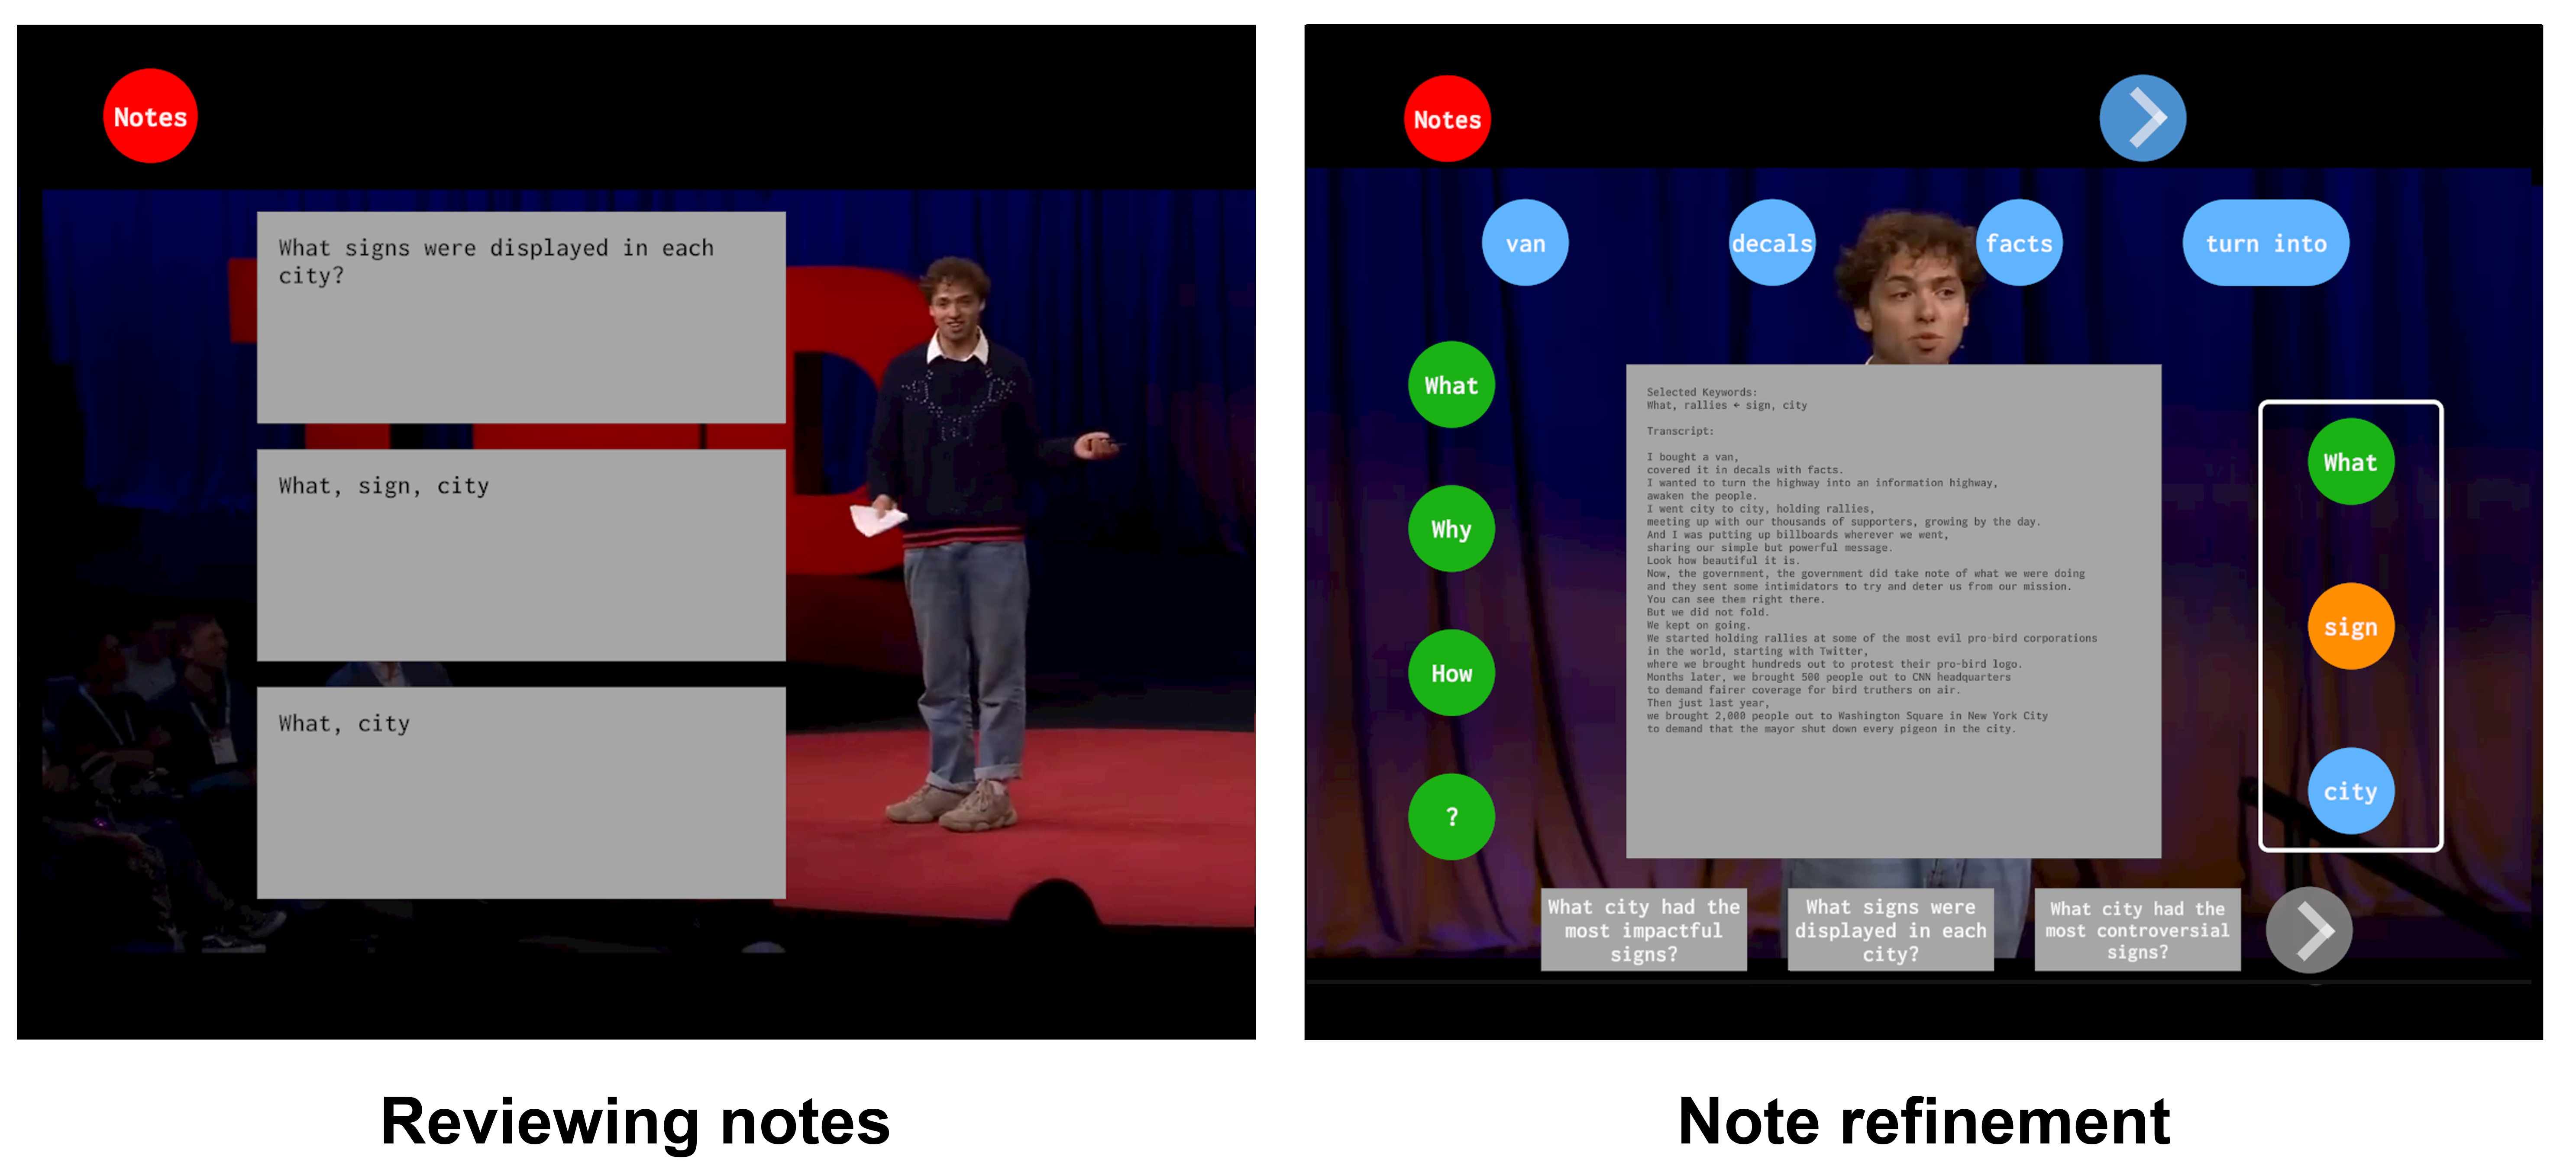 Notes
What signs were displayed in each
city?
What, sign, city
What, city
Reviewing notes
Notes
van
decals
facts
turn into
What
Why
How
?
Selected Keywords:
What, rallies ← sign, city
Transcript:
I bought a van,
covered it in decals with facts.
I wanted to turn the highway into an information highway,
awaken the people.
I went city to city, holding rallies,
meeting up with our thousands of supporters, growing by the day.
And I was putting up billboards wherever we went,
sharing our simple but powerful message.
Look how beautiful it is.
Now, the government, the government did take note of what we were doing
and they sent some intimidators to try and deter us from our mission.
You can see them right there.
But we did not fold.
We kept on going.
We started holding rallies at some of the most evil pro-bird corporations
in the world, starting with Twitter,
where we brought hundreds out to protest their pro-bird logo.
Months later, we brought 500 people out to CNN headquarters
to demand fairer coverage for bird truthers on air.
Then just last year,
we brought 2,000 people out to Washington Square in New York City
to demand that the mayor shut down every pigeon in the city.
What
sign
city
What city had the
most impactful
signs?
What signs were
displayed in each
city?
What city had the
most controversial
signs?
Note refinement